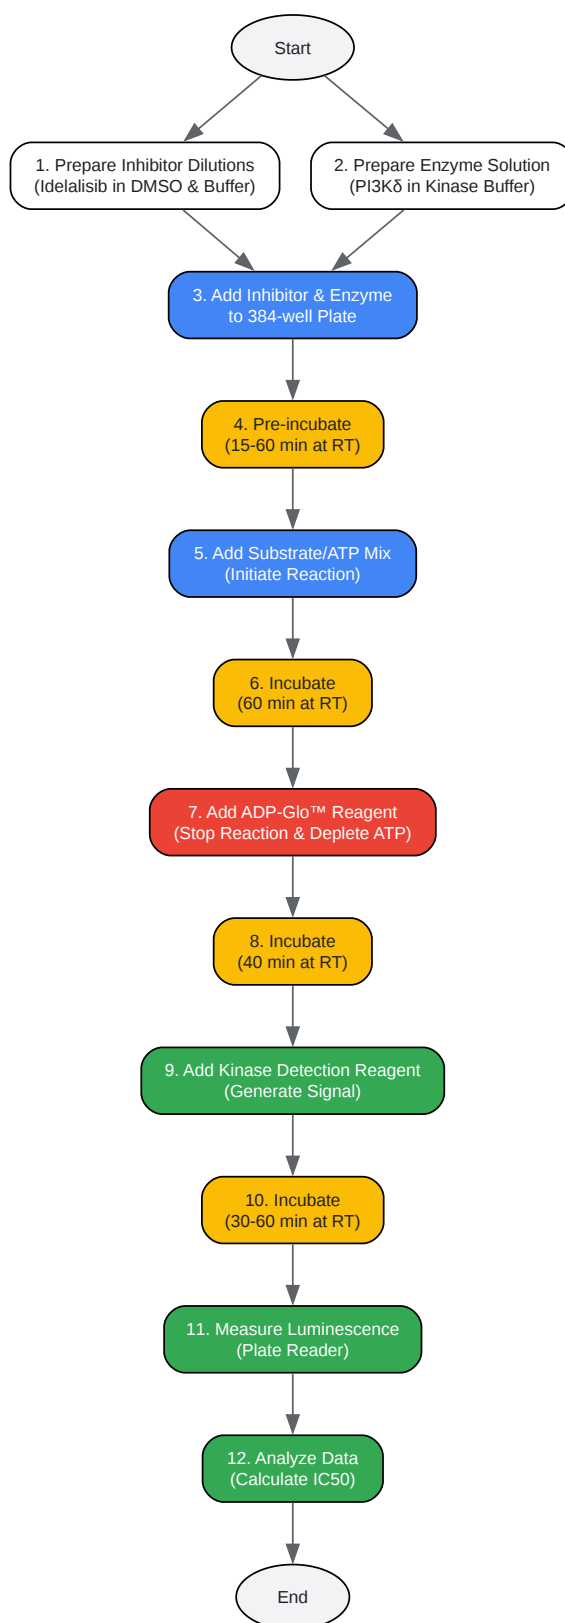 Start
1. Prepare Inhibitor Dilutions
(Idelalisib in DMSO & Buffer)
2. Prepare Enzyme Solution
(PI3Kδ in Kinase Buffer)
3. Add Inhibitor & Enzyme
to 384-well Plate
4. Pre-incubate
(15-60 min at RT)
5. Add Substrate/ATP Mix
(Initiate Reaction)
6. Incubate
(60 min at RT)
7. Add ADP-Glo™ Reagent
(Stop Reaction & Deplete ATP)
8. Incubate
(40 min at RT)
9. Add Kinase Detection Reagent
(Generate Signal)
10. Incubate
(30-60 min at RT)
11. Measure Luminescence
(Plate Reader)
12. Analyze Data
(Calculate IC50)
End